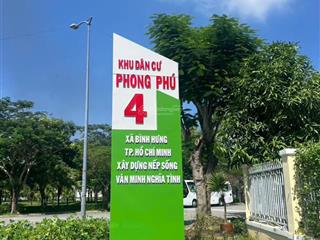 KHU DÂN CƯ
PHONG PHÚ
4
XÃ BÌNH HƯNG
TP. HỒ CHÍ MINH
XÂY DỰNG NẾP SỐNG
VĂN MINH NGHĨA TÌNH